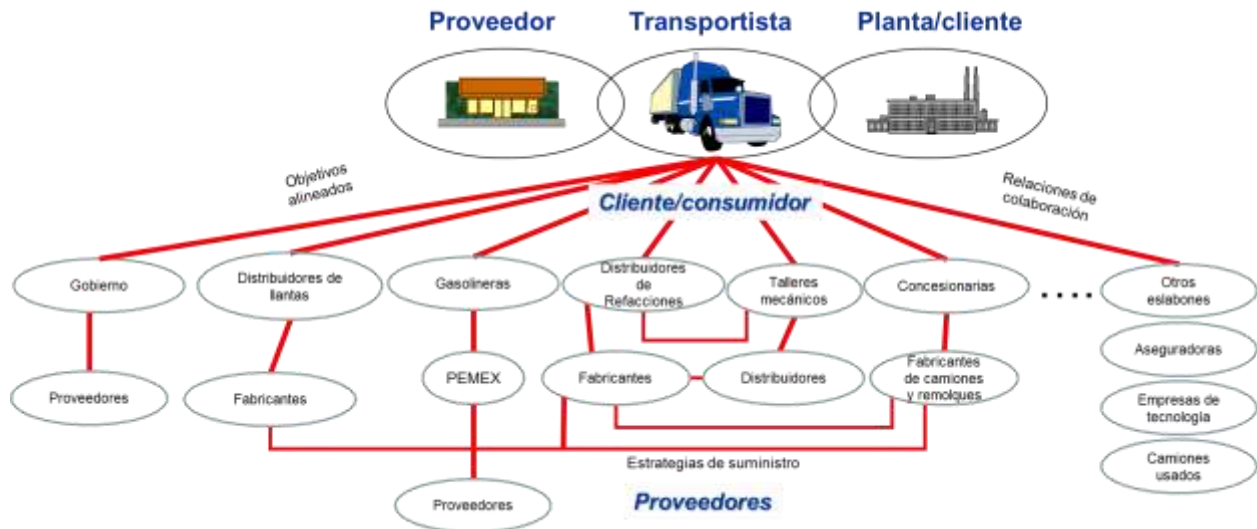 Proveedor
Transportista
Planta/cliente
Objetivos
alineados
Relaciones de
colaboración
Cliente/consumidor
Gobierno
Distribuidores de
llantas
Gasolineras
Distribuidores
de
Refacciones
Talleres
mecánicos
Concesionarias
Otros
eslabones
Proveedores
Fabricantes
PEMEX
Fabricantes
Distribuidores
Fabricantes
de camiones
y remolques
Aseguradoras
Empresas de
tecnología
Camiones
usados
Estrategias de suministro
Proveedores
Proveedores